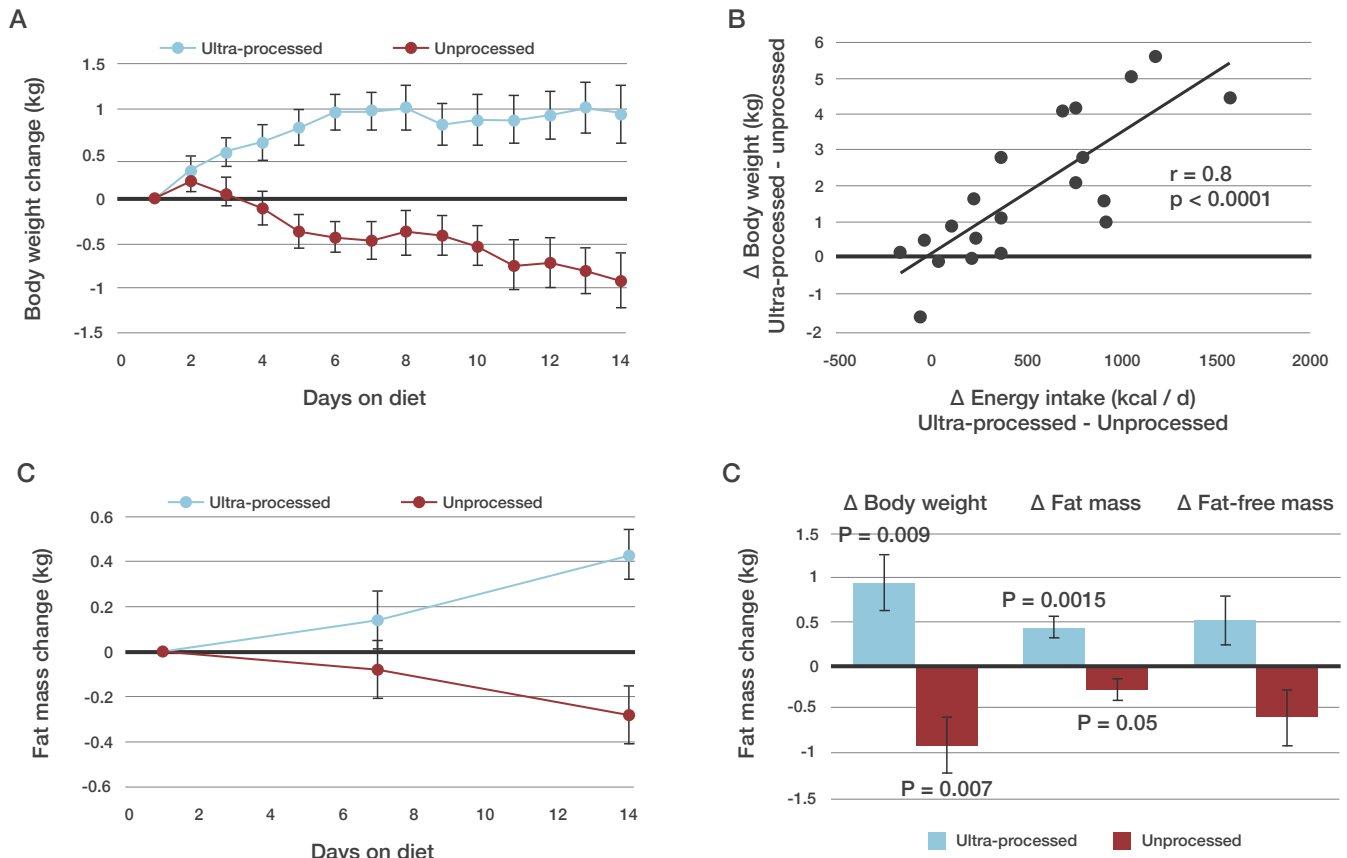 A
Ultra-processed
Unprocessed
Body weight change (kg)
1.5
1
0.5
0
-0.5
-1
-1.5
0 2 4 6 8 10 12 14
Days on diet
B
Δ Body weight (kg)
Ultra-processed - unprocssed
6
5
4
3
2
1
0
-1
-2
r = 0.8
p < 0.0001
-500 0 500 1000 1500 2000
Δ Energy intake (kcal / d)
Ultra-processed - Unprocessed
C
Ultra-processed
Unprocessed
Fat mass change (kg)
0.6
0.4
0.2
0
-0.2
-0.4
-0.6
0 2 4 6 8 10 12 14
Days on diet
C
Δ Body weight
Δ Fat mass
Δ Fat-free mass
Fat mass change (kg)
1.5
1
0.5
0
-0.5
-1
-1.5
P = 0.009
P = 0.0015
P = 0.05
P = 0.007
Ultra-processed
Unprocessed